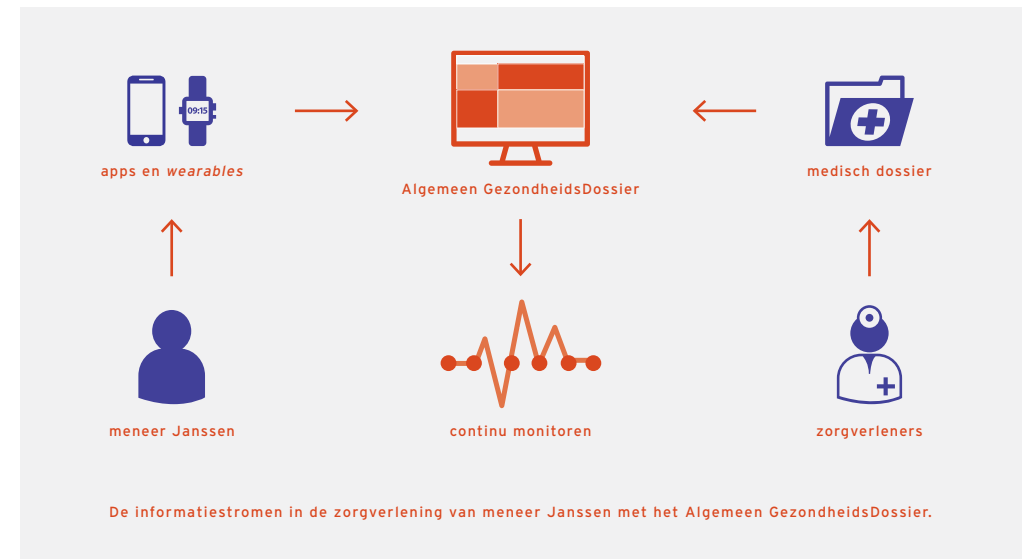 09:15
apps en wearables
Algemeen GezondheidsDossier
medisch dossier
meneer Janssen
continu monitoren
zorgverleners
De informatiestromen in de zorgverlening van meneer Janssen met het Algemeen GezondheidsDossier.